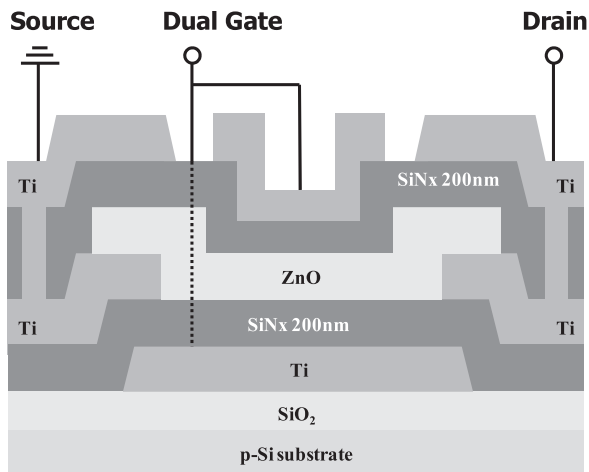 Source Dual Gate Drain
SiNx 200nm
Ti Ti
ZnO
Ti SiNx 200nm Ti
Ti
SiO₂
p-Si substrate